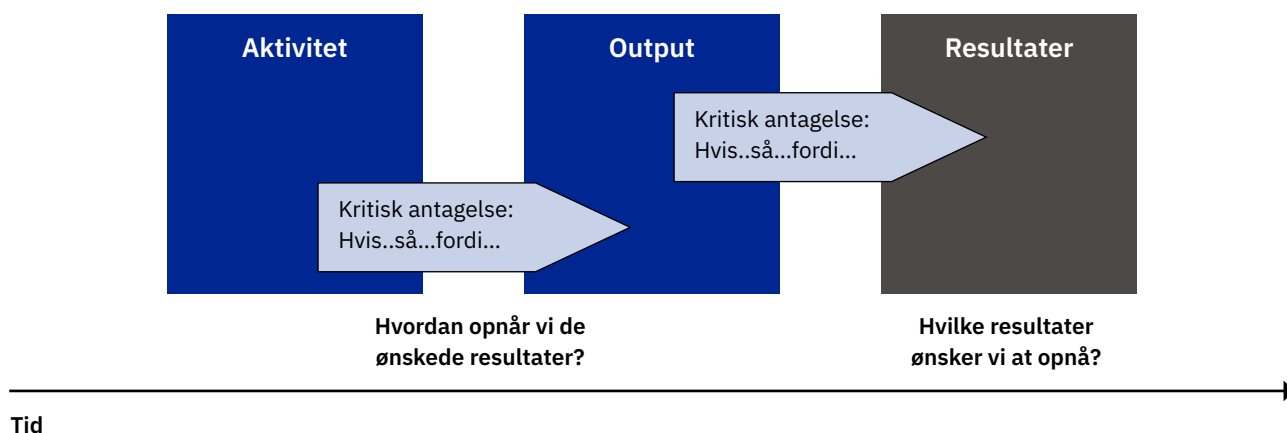 Aktivitet
Output
Resultater
Kritisk antagelse:
Hvis..så...fordi...
Kritisk antagelse:
Hvis..så...fordi...
Hvordan opnår vi de
ønskede resultater?
Hvilke resultater
ønsker vi at opnå?
Tid